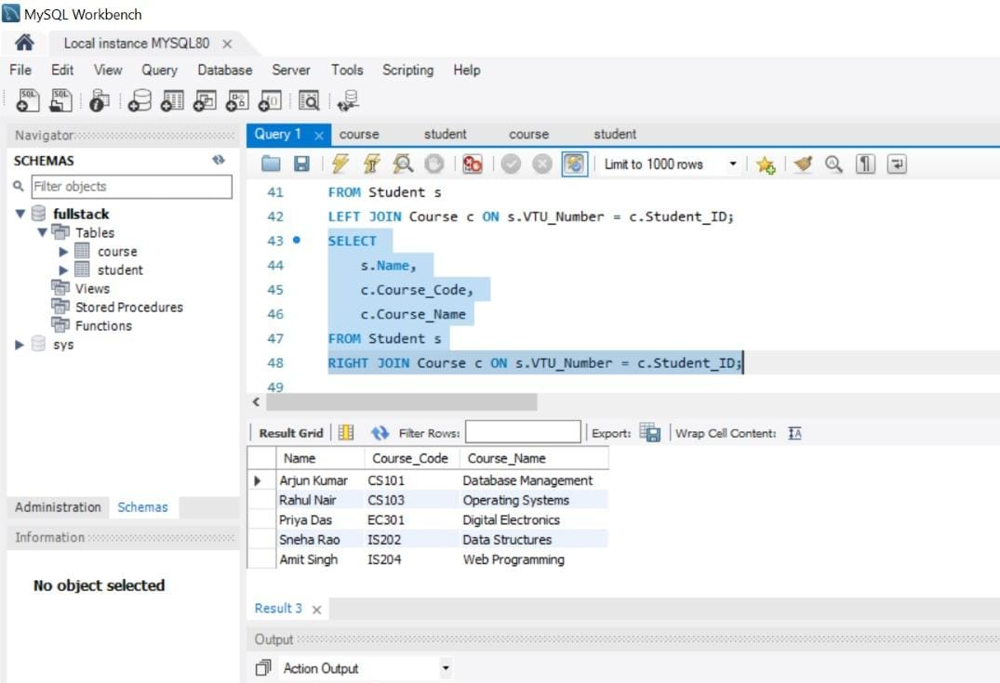 MySQL Workbench
Local instance MYSQL80
File Edit View Query Database Server Tools Scripting Help
Navigator
SCHEMAS
Filter objects
fullstack
Tables
course
student
Views
Stored Procedures
Functions
sys
Administration Schemas
Information
No object selected
Query 1 course student course student
Limit to 1000 rows
41 FROM Student s
42 LEFT JOIN Course c ON s.VTU_Number = c.Student_ID;
43 SELECT
44 s.Name,
45 c.Course_Code,
46 c.Course_Name
47 FROM Student s
48 RIGHT JOIN Course c ON s.VTU_Number = c.Student_ID;
49
Result Grid Filter Rows: Export: Wrap Cell Content:
Name Course_Code Course_Name
Arjun Kumar CS101 Database Management
Rahul Nair CS103 Operating Systems
Priya Das EC301 Digital Electronics
Sneha Rao IS202 Data Structures
Amit Singh IS204 Web Programming
Result 3
Output
Action Output